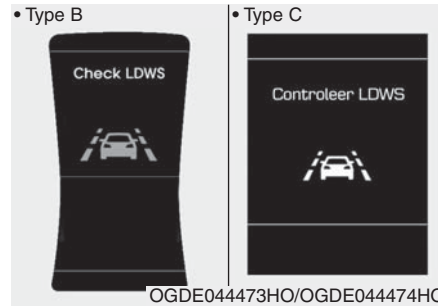 • Type B
• Type C
Check LDWS
Controleer LDWS
OGDE044473HO/OGDE044474HO